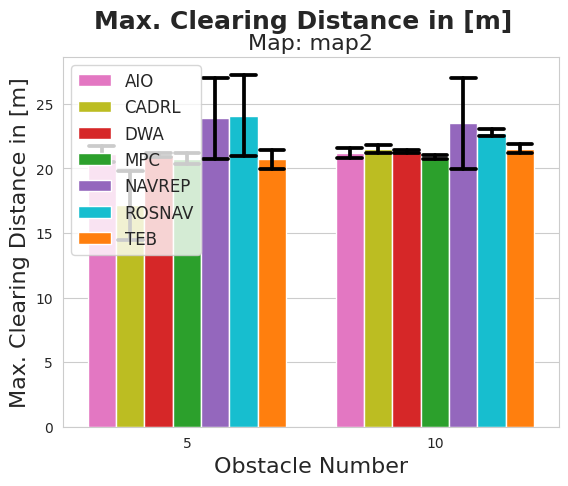 Max. Clearing Distance in [m]
Map: map2
Max. Clearing Distance in [m]
25
20
15
10
5
0
AIO
CADRL
DWA
MPC
NAVREP
ROSNAV
TEB
5
10
Obstacle Number